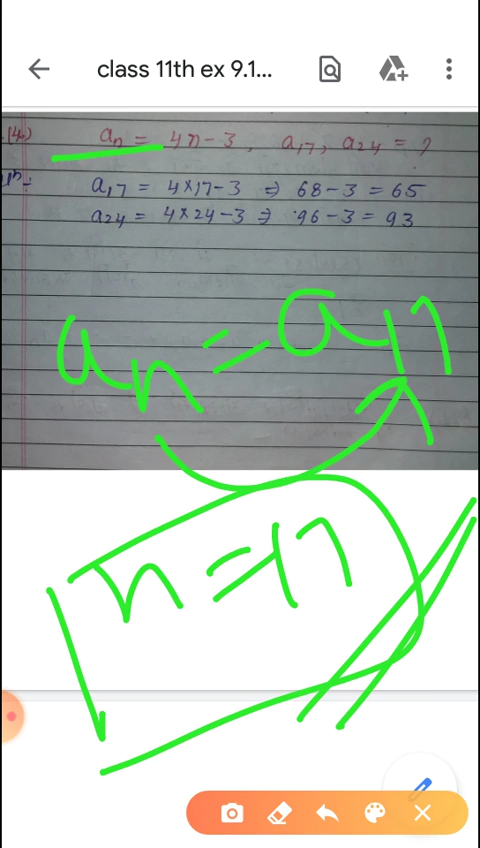 class 11th ex 9.1...
(4)
aₙ = 4n-3, a₁₇, a₂₄ = ?
a₁₇ = 4×17-3 ⇒ 68-3 = 65
a₂₄ = 4×24-3 ⇒ 96-3 = 93
aₙ = a₁₇
n = 17